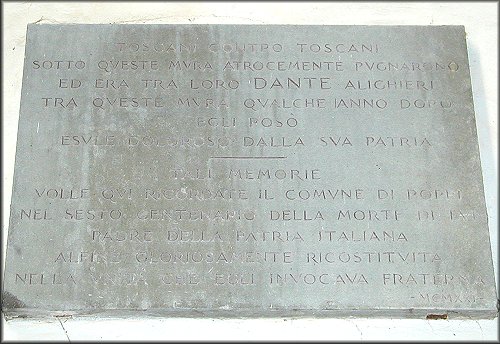 TOSCANI CONTRO TOSCANI
SOTTO QVESTE MVRA ATROCEMENTE PVGNARONO
ED ERA TRA LORO DANTE ALIGHIERI
TRA QVESTE MVRA QVALCHE ANNO DOPO
EGLI POSÒ
ESVLE DOLOROSO DALLA SVA PATRIA
TALI MEMORIE
VOLLE QVI RICORDATE IL COMVNE DI POPPI
NEL SESTO CENTENARIO DELLA MORTE DI LVI
PADRE DELLA PATRIA ITALIANA
ALFINE GLORIOSAMENTE RICOSTITVITA
NELLA CHE EGLI INVOCAVA FRATERNA
MCMXXI